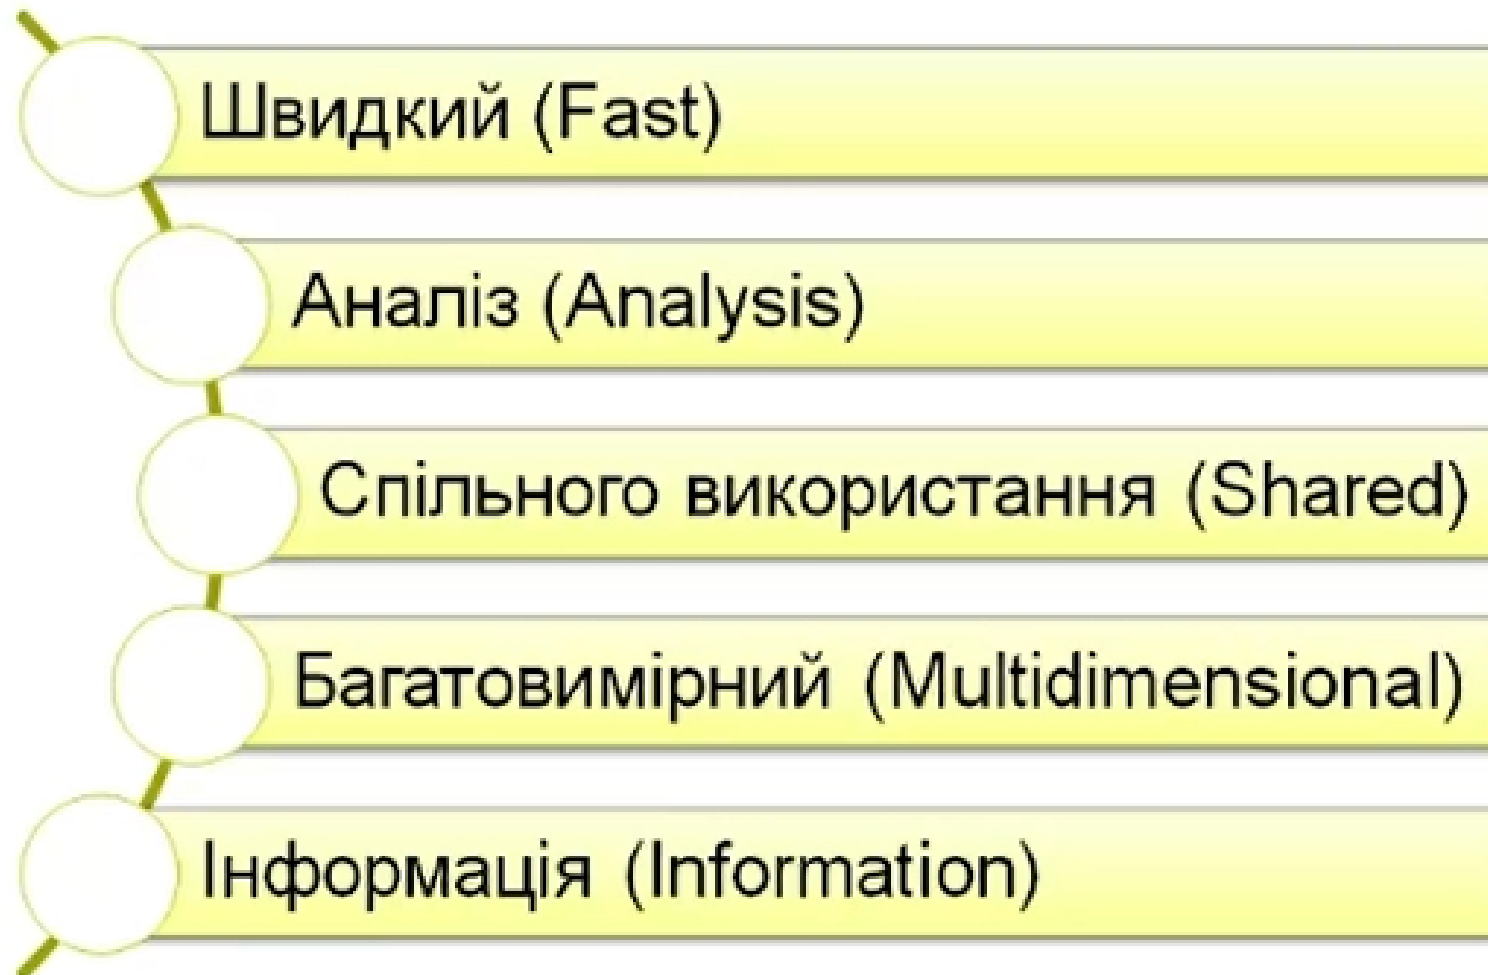 Швидкий (Fast)
Аналіз (Analysis)
Спільного використання (Shared)
Багатовимірний (Multidimensional)
Інформація (Information)